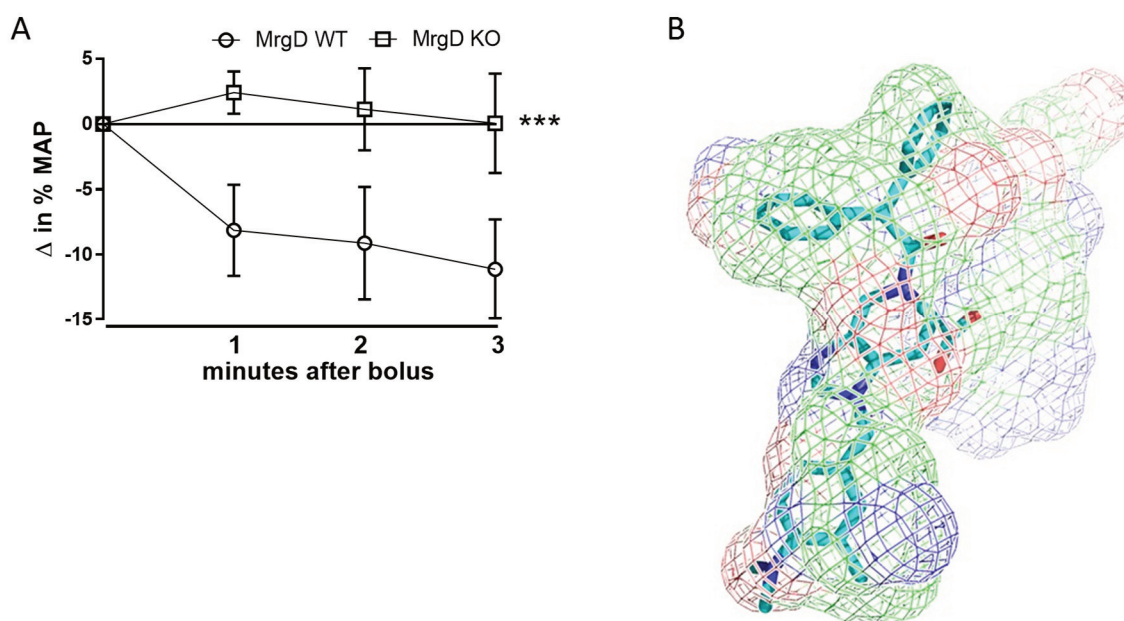 A
B
MrgD WT MrgD KO
5
0
-5
-10
-15
Δ in % MAP
***
1 2 3
minutes after bolus